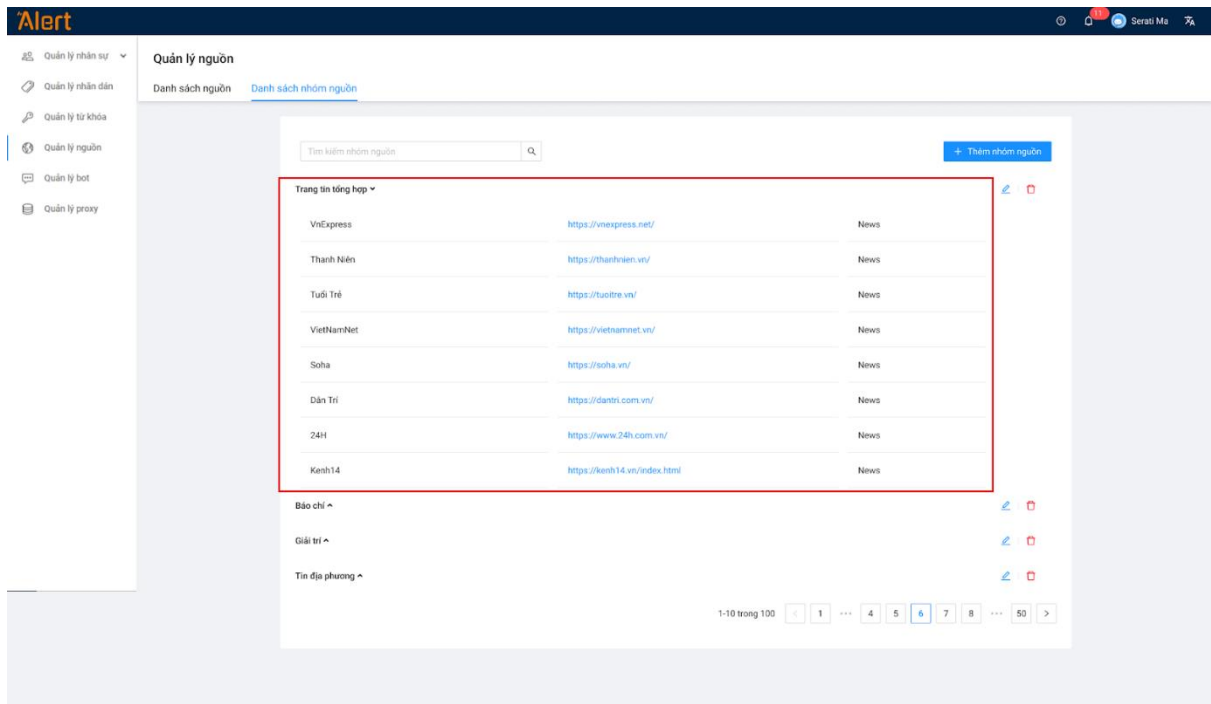 Alert
11
Serati Ma
Quản lý nhân sự
Quản lý nhãn dán
Quản lý từ khóa
Quản lý nguồn
Quản lý bot
Quản lý proxy
Quản lý nguồn
Danh sách nguồn Danh sách nhóm nguồn
Tìm kiếm nhóm nguồn
+ Thêm nhóm nguồn
Trang tin tổng hợp
VnExpress https://vnexpress.net/ News
Thanh Niên https://thanhnien.vn/ News
Tuổi Trẻ https://tuoitre.vn/ News
VietNamNet https://vietnamnet.vn/ News
Soha https://soha.vn/ News
Dân Trí https://dantri.com.vn/ News
24H https://www.24h.com.vn/ News
Kenh14 https://kenh14.vn/index.html News
Báo chí
Giải trí
Tin địa phương
1-10 trong 100 < 1 ••• 4 5 6 7 8 ••• 50 >